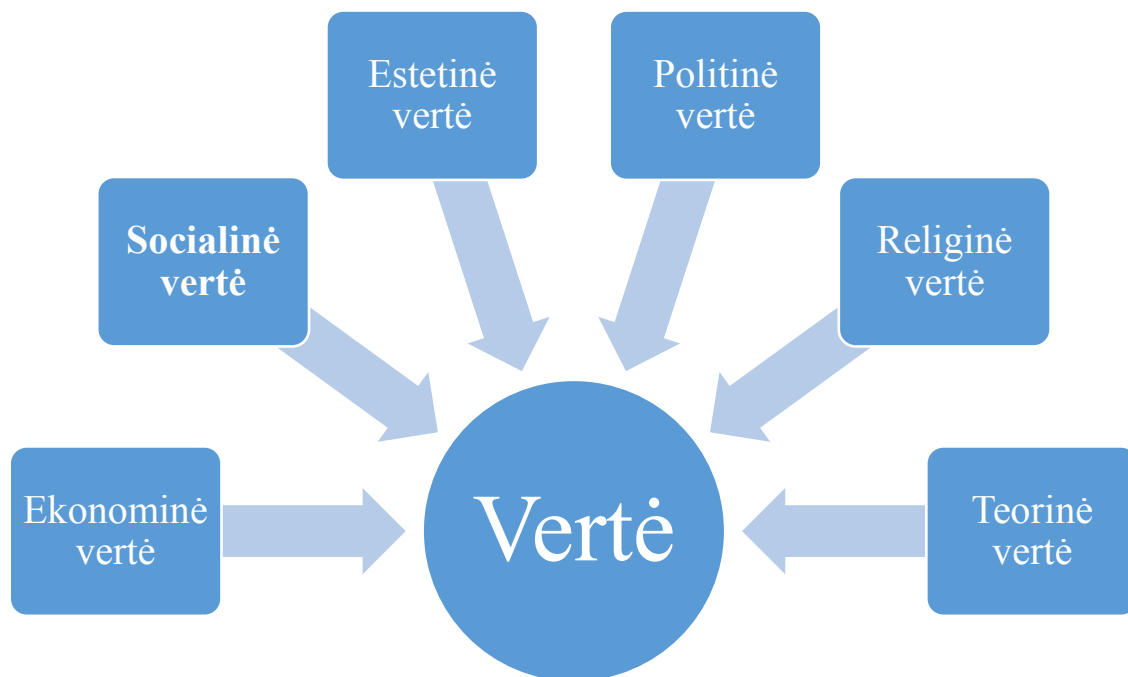 Estetinė
vertė
Politinė
vertė
Socialinė
vertė
Religinė
vertė
Ekonominė
vertė
Vertė
Teorinė
vertė